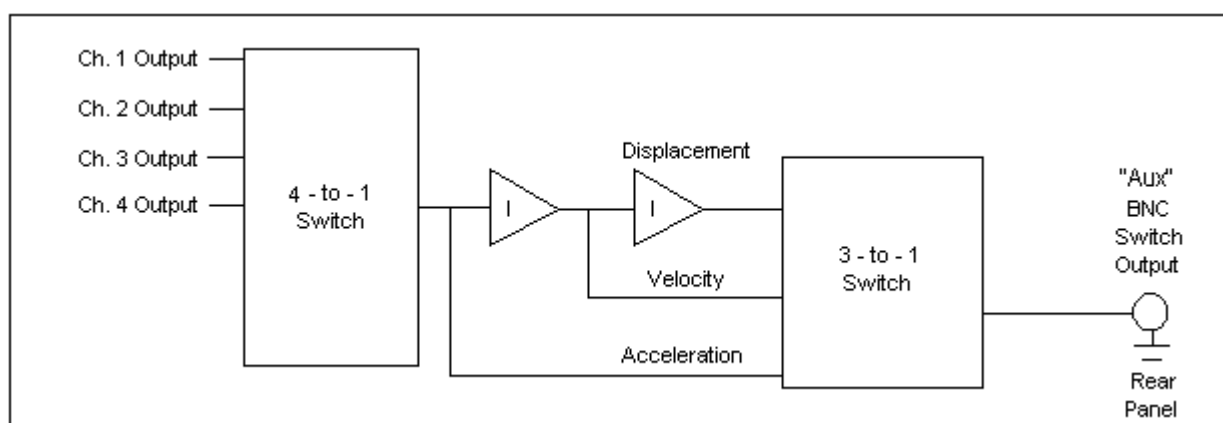 Ch. 1 Output
Ch. 2 Output
Ch. 3 Output
Ch. 4 Output
4 - to - 1
Switch
I
I
Displacement
Velocity
Acceleration
3 - to - 1
Switch
"Aux"
BNC
Switch
Output
Rear
Panel